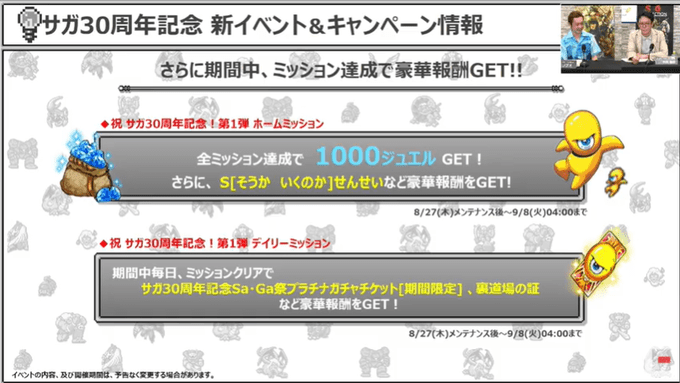 サガ30周年記念 新イベント&キャンペーン情報
さらに期間中、ミッション達成で豪華報酬GET!!
◆祝 サガ30周年記念！第1弾 ホームミッション
全ミッション達成で 1000ジュエル GET！
さらに、S[そうか いくのか]せんせいなど豪華報酬をGET!
8/27(木)メンテナンス後～9/8(火)04:00まで
◆祝 サガ30周年記念！第1弾 デイリーミッション
期間中毎日、ミッションクリアで
サガ30周年記念Sa・Ga祭プラチナガチャチケット[期間限定] 、裏道場の証
など豪華報酬をGET！
8/27(木)メンテナンス後～9/8(火)04:00まで
イベントの内容、及び開催期間は、予告なく変更する場合があります。